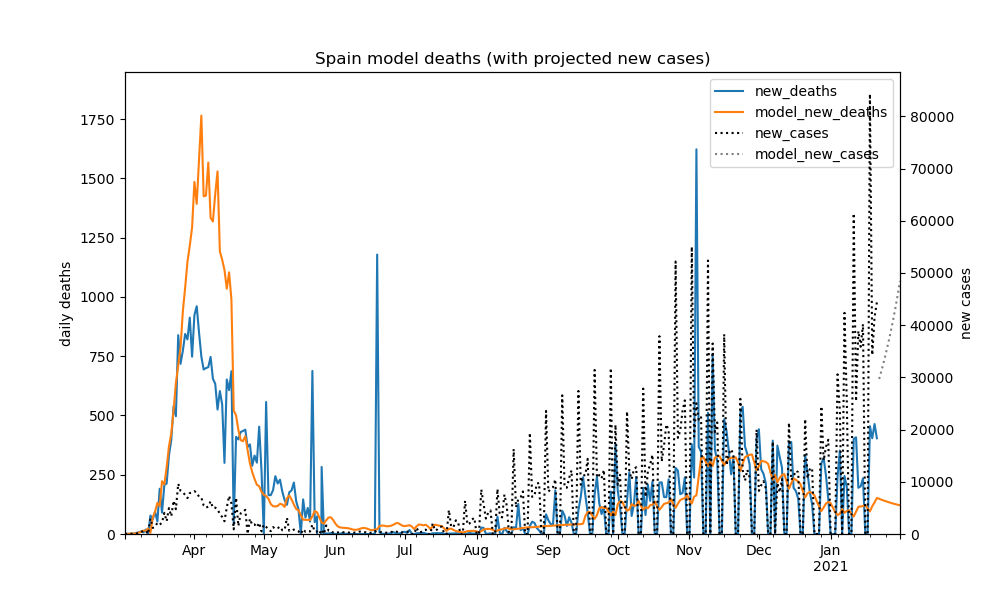 Spain model deaths (with projected new cases)
new_deaths
model_new_deaths
new_cases
model_new_cases
daily deaths
1750
1500
1250
1000
750
500
250
0
new cases
80000
70000
60000
50000
40000
30000
20000
10000
0
Apr May Jun Jul Aug Sep Oct Nov Dec Jan
2021